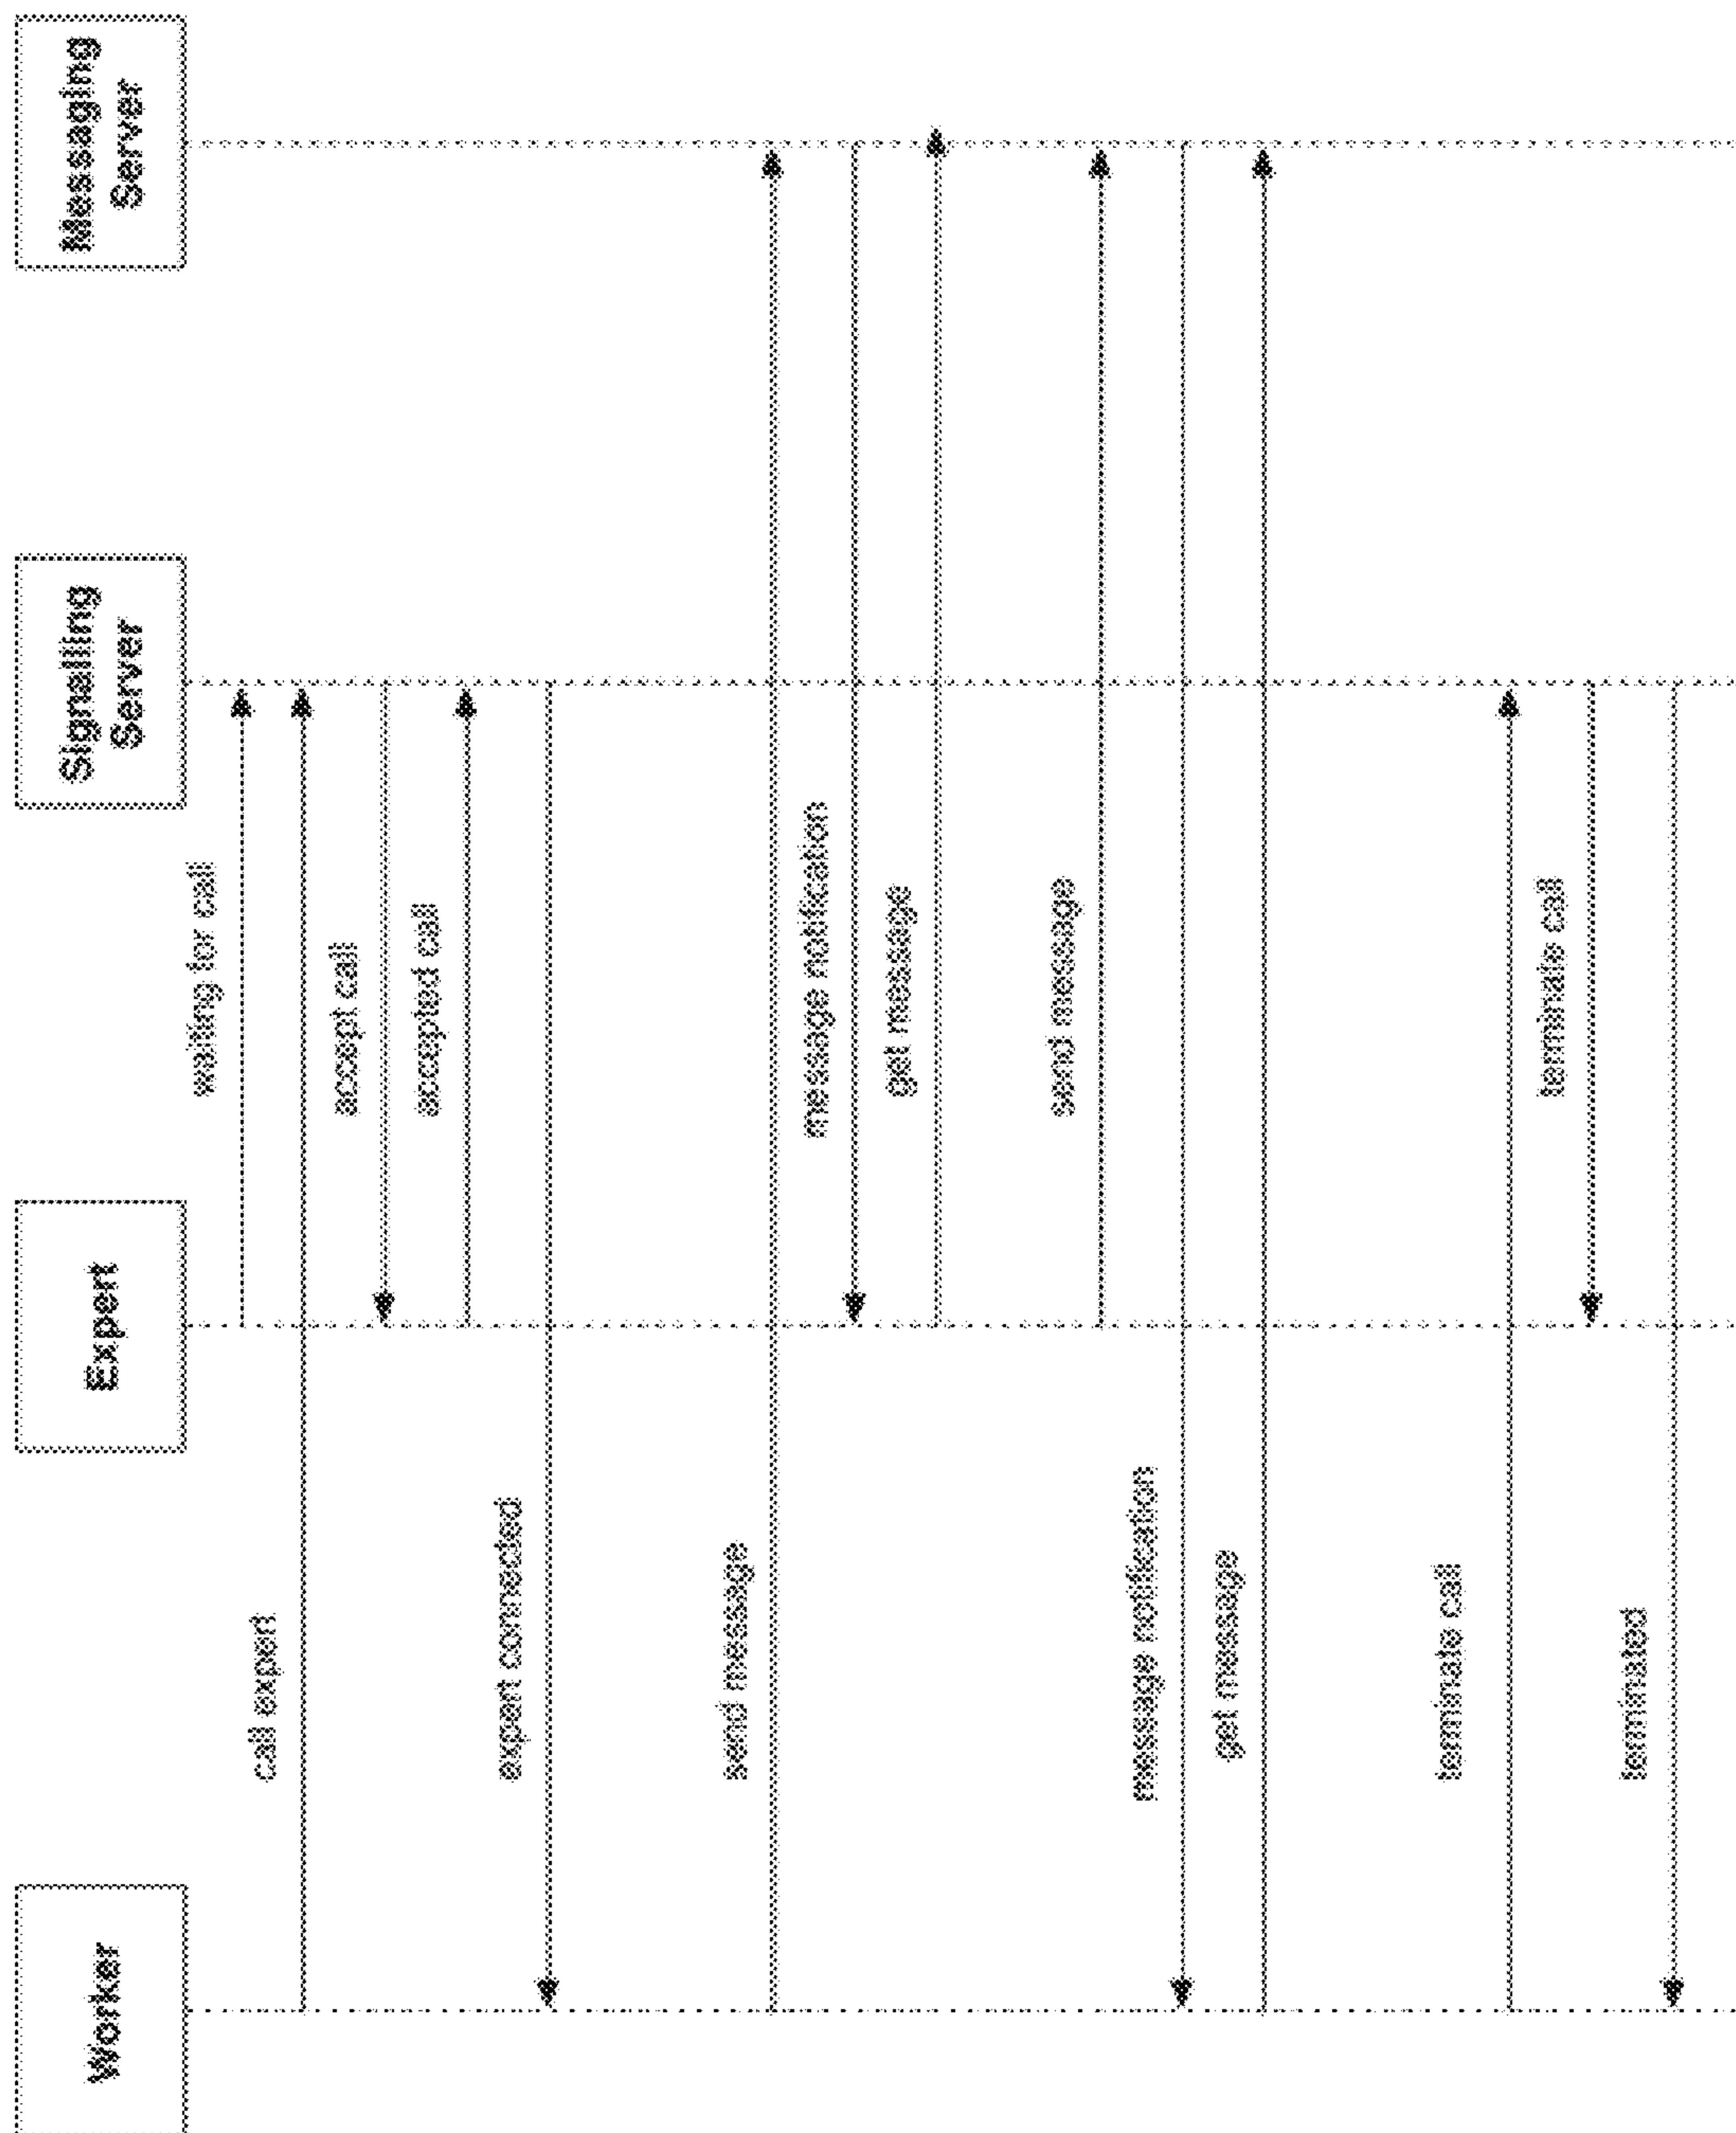 Worker
Expert
Signalling
Server
Messaging
Server
waiting for call
call expert
accept call
accepted call
expert connected
send message
message notification
get message
send message
message notification
get message
terminate call
terminate call
terminated